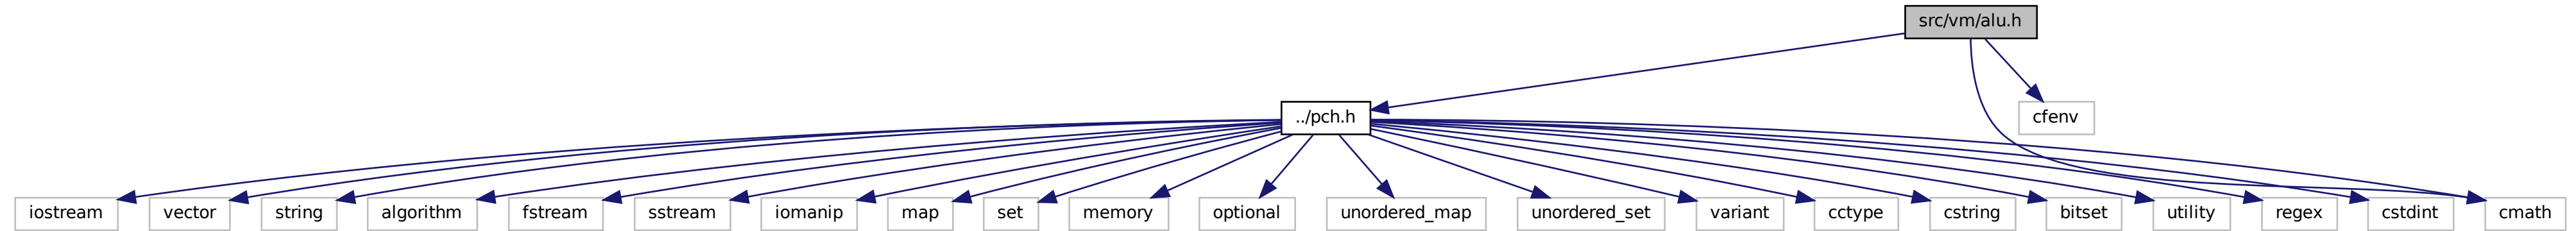 src/vm/alu.h
../pch.h
cfenv
iostream
vector
string
algorithm
fstream
sstream
iomanip
map
set
memory
optional
unordered_map
unordered_set
variant
cctype
cstring
bitset
utility
regex
cstdint
cmath